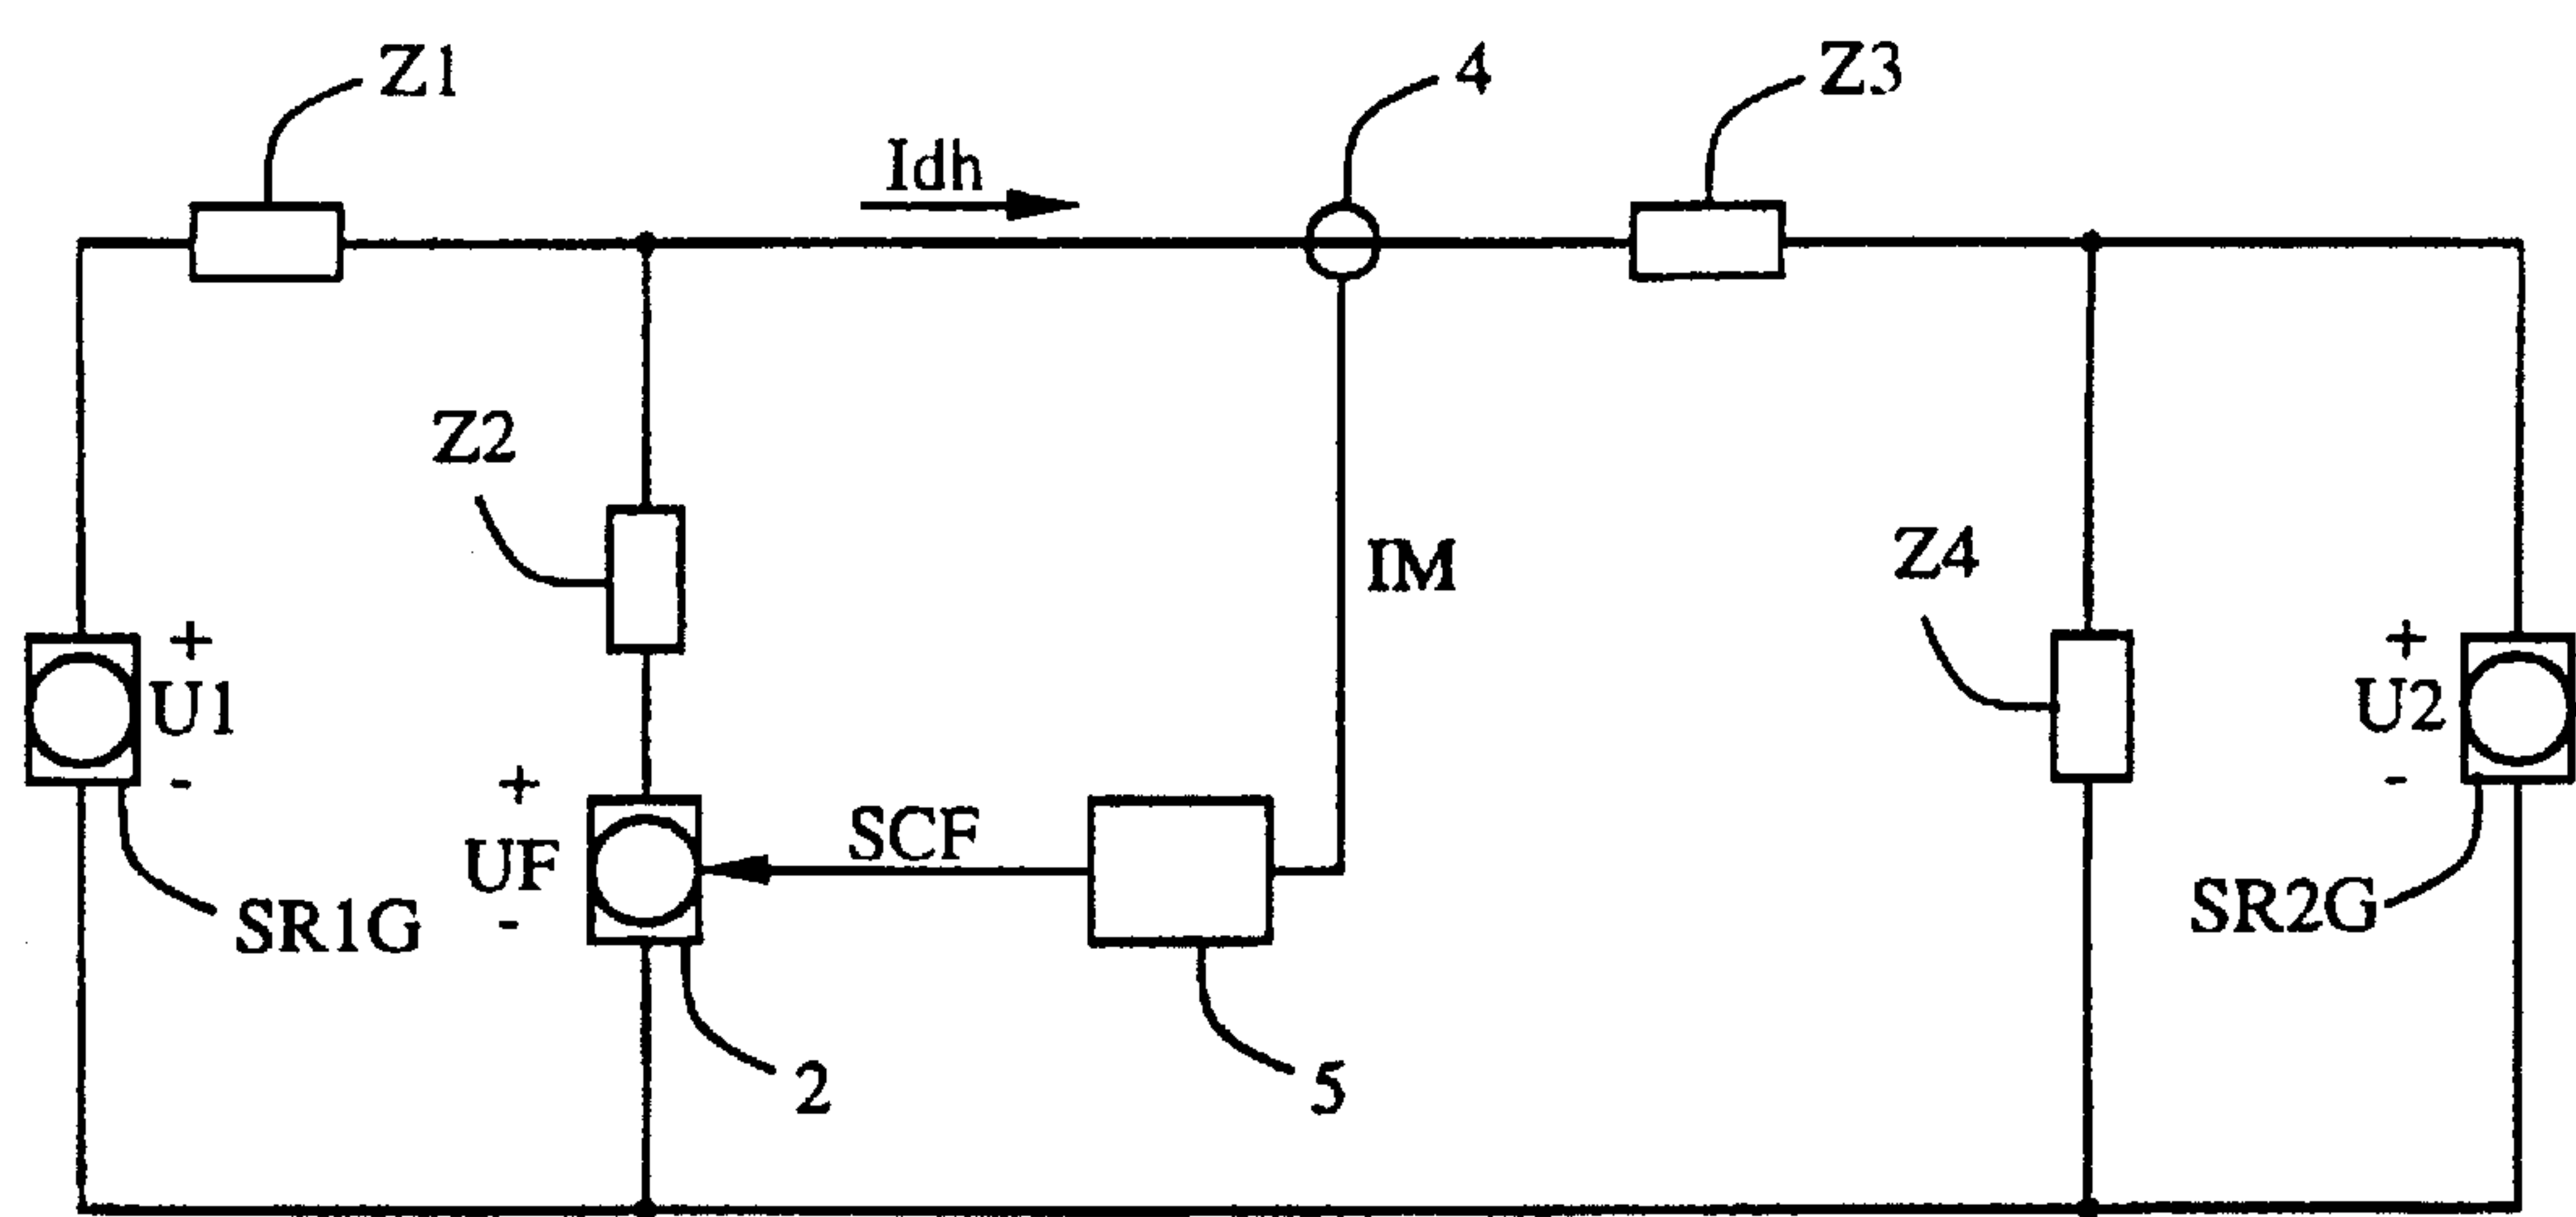 Z1
4
Z3
Idh
Z2
IM
Z4
+
U1
-
+
U2
-
+
UF
-
SCF
SR1G
SR2G
2
5